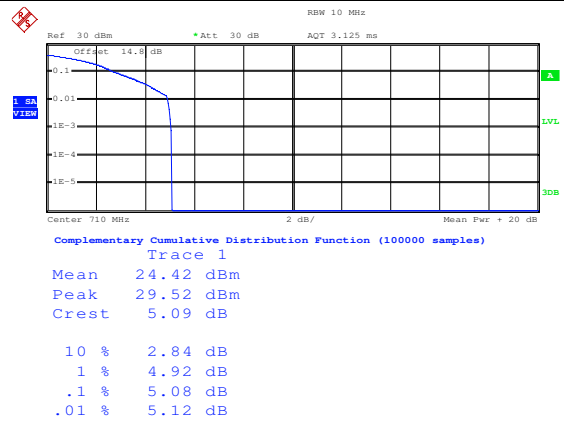 RBW 10 MHz
Ref 30 dBm *Att 30 dB AQT 3.125 ms
Offset 14.8 dB
0.1
A
0.01
1 SA
VIEW
1E-3
LVL
1E-4
1E-5
3DB
Center 710 MHz 2 dB/ Mean Pwr + 20 dB
Complementary Cumulative Distribution Function (100000 samples)
Trace 1
Mean 24.42 dBm
Peak 29.52 dBm
Crest 5.09 dB
10 % 2.84 dB
1 % 4.92 dB
.1 % 5.08 dB
.01 % 5.12 dB